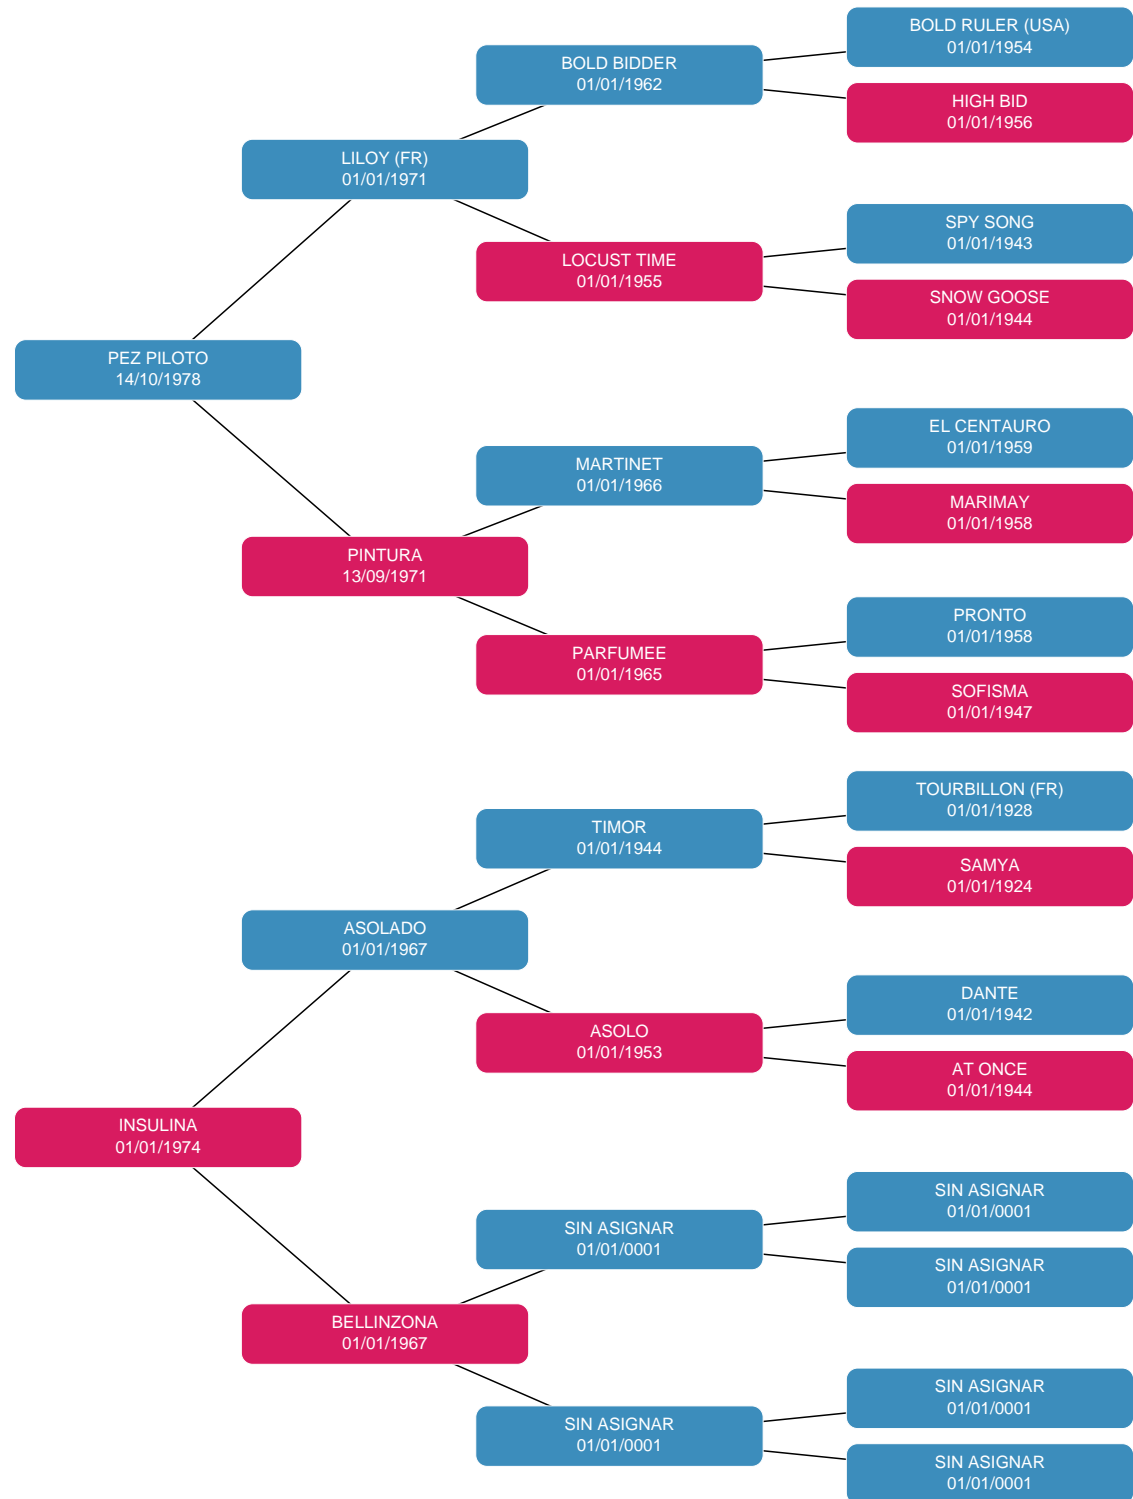 BOLD RULER (USA)
01/01/1954
BOLD BIDDER
01/01/1962
HIGH BID
01/01/1956
LILOY (FR)
01/01/1971
SPY SONG
01/01/1943
LOCUST TIME
01/01/1955
SNOW GOOSE
01/01/1944
PEZ PILOTO
14/10/1978
EL CENTAURO
01/01/1959
MARTINET
01/01/1966
MARIMAY
01/01/1958
PINTURA
13/09/1971
PRONTO
01/01/1958
PARFUMEE
01/01/1965
SOFISMA
01/01/1947
TOURBILLON (FR)
01/01/1928
TIMOR
01/01/1944
SAMYA
01/01/1924
ASOLADO
01/01/1967
DANTE
01/01/1942
ASOLO
01/01/1953
AT ONCE
01/01/1944
INSULINA
01/01/1974
SIN ASIGNAR
01/01/0001
SIN ASIGNAR
01/01/0001
SIN ASIGNAR
01/01/0001
BELLINZONA
01/01/1967
SIN ASIGNAR
01/01/0001
SIN ASIGNAR
01/01/0001
SIN ASIGNAR
01/01/0001